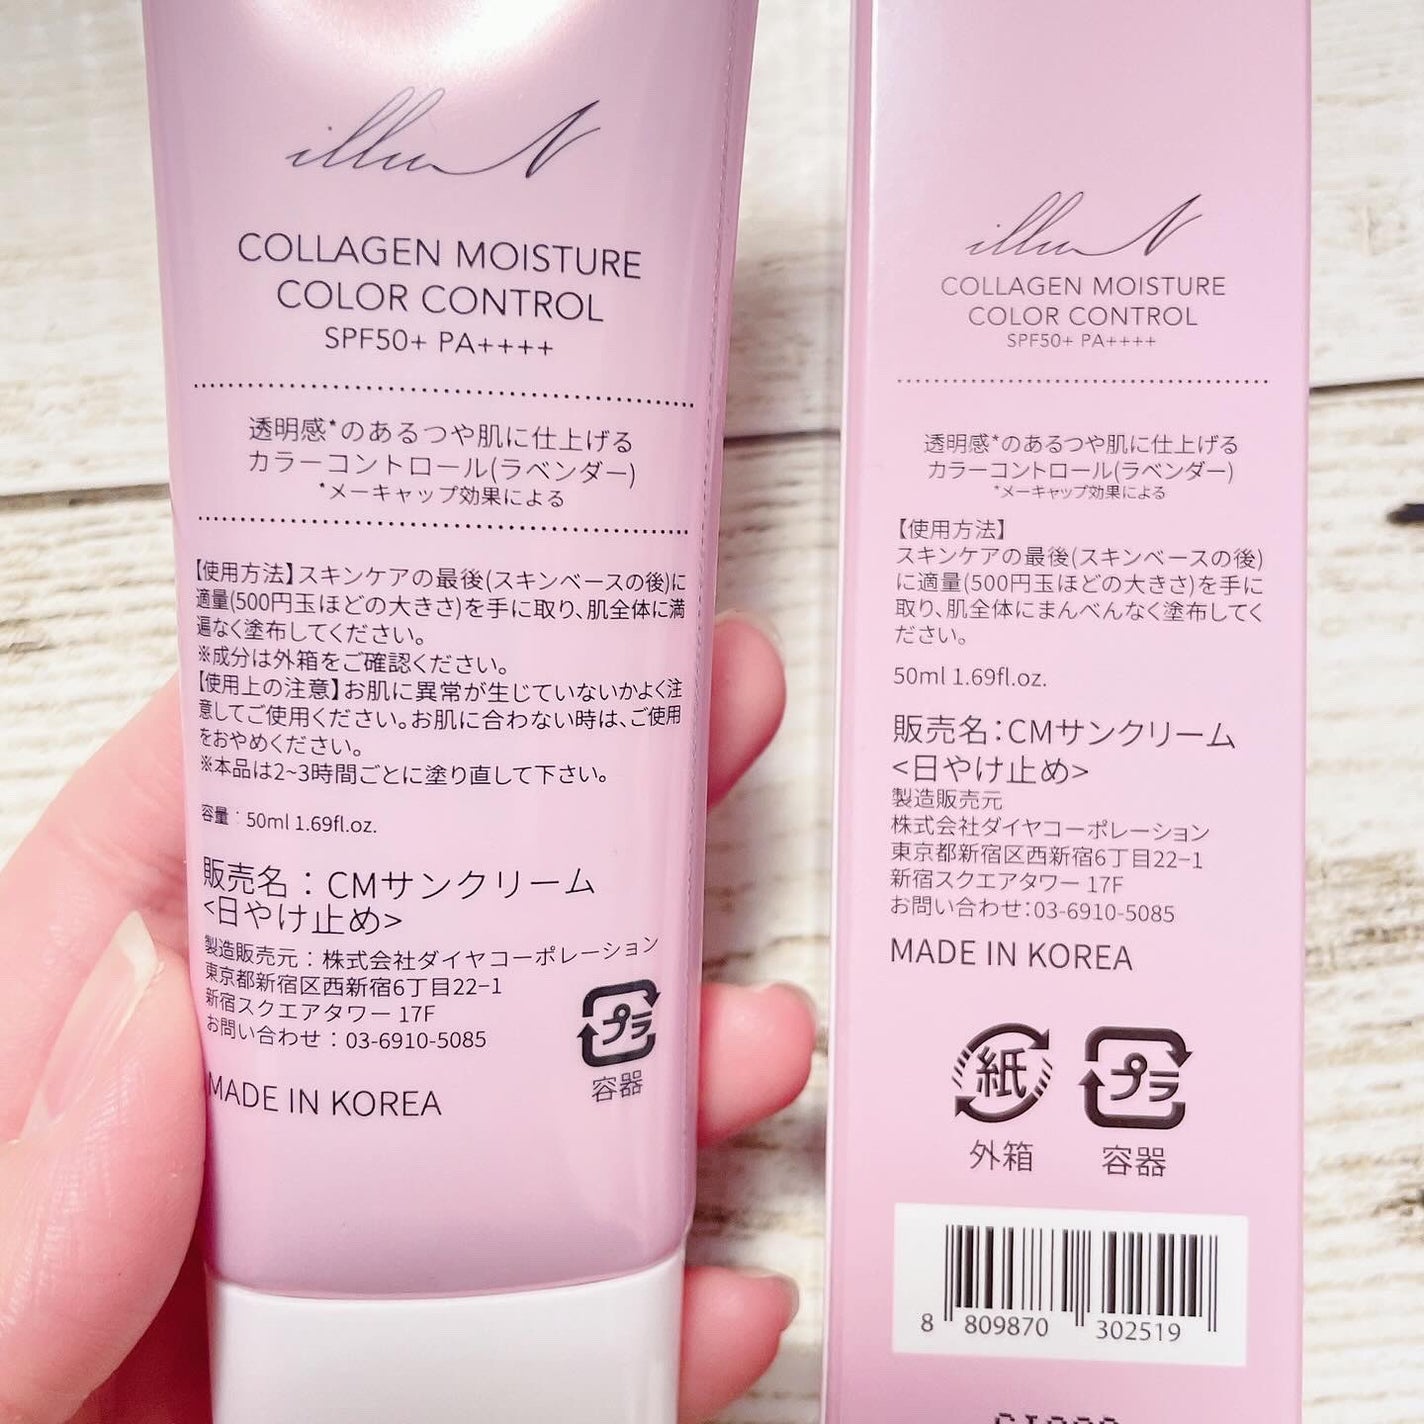 illuN
COLLAGEN MOISTURE
COLOR CONTROL
SPF50+ PA++++
透明感*のあるつや肌に仕上げる
カラーコントロール(ラベンダー)
*メーキャップ効果による
【使用方法】スキンケアの最後(スキンベースの後)に
適量(500円玉ほどの大きさ)を手に取り、肌全体に満
遍なく塗布してください。
※成分は外箱をご確認ください。
【使用上の注意】お肌に異常が生じていないかよく注
意してご使用ください。お肌に合わない時は、ご使用
をおやめください。
※本品は2~3時間ごとに塗り直して下さい。
容量：50ml 1.69fl.oz.
販売名：CMサンクリーム
<日やけ止め>
製造販売元：株式会社ダイヤコーポレーション
東京都新宿区西新宿6丁目22−1
新宿スクエアタワー 17F
お問い合わせ：03-6910-5085
プラ
容器
MADE IN KOREA
illuN
COLLAGEN MOISTURE
COLOR CONTROL
SPF50+ PA++++
透明感*のあるつや肌に仕上げる
カラーコントロール(ラベンダー)
*メーキャップ効果による
【使用方法】
スキンケアの最後(スキンベースの後)
に適量(500円玉ほどの大きさ)を手に
取り、肌全体にまんべんなく塗布してく
ださい。
50ml 1.69fl.oz.
販売名：CMサンクリーム
<日やけ止め>
製造販売元
株式会社ダイヤコーポレーション
東京都新宿区西新宿6丁目22−1
新宿スクエアタワー 17F
お問い合わせ：03-6910-5085
MADE IN KOREA
紙 プラ
外箱 容器
8 809870 302519